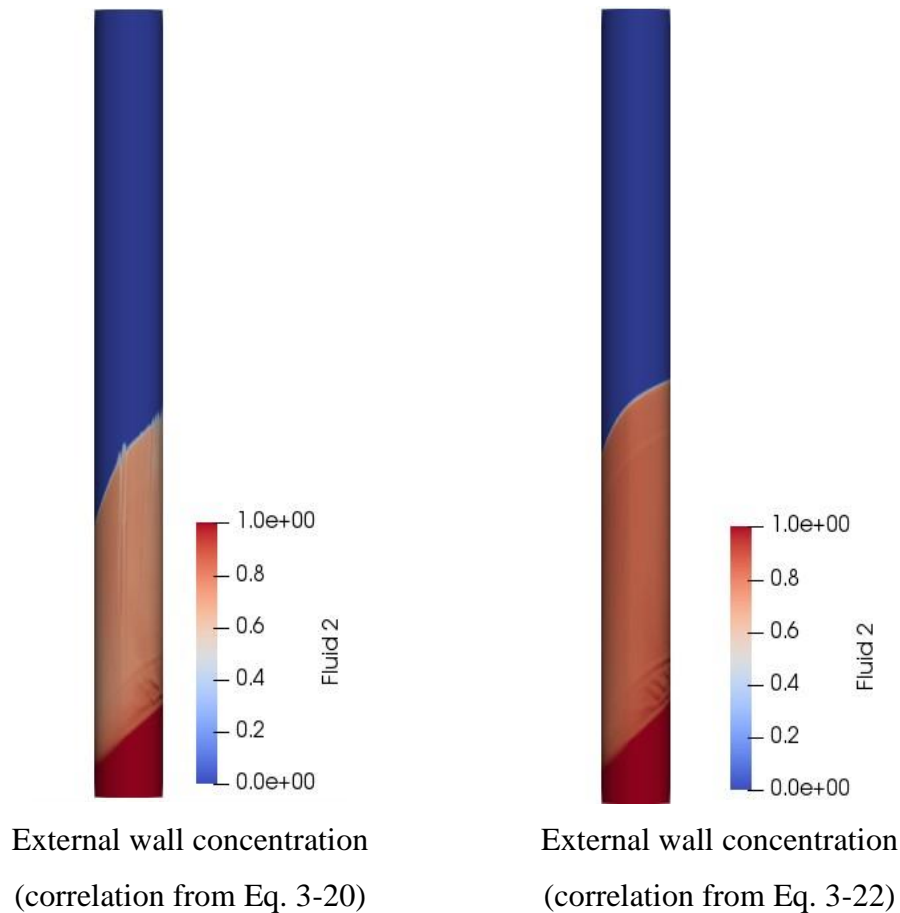 1.0e+00
0.8
0.6
0.4
0.2
0.0e+00
Fluid 2
1.0e+00
0.8
0.6
0.4
0.2
0.0e+00
Fluid 2
External wall concentration
(correlation from Eq. 3-20)
External wall concentration
(correlation from Eq. 3-22)